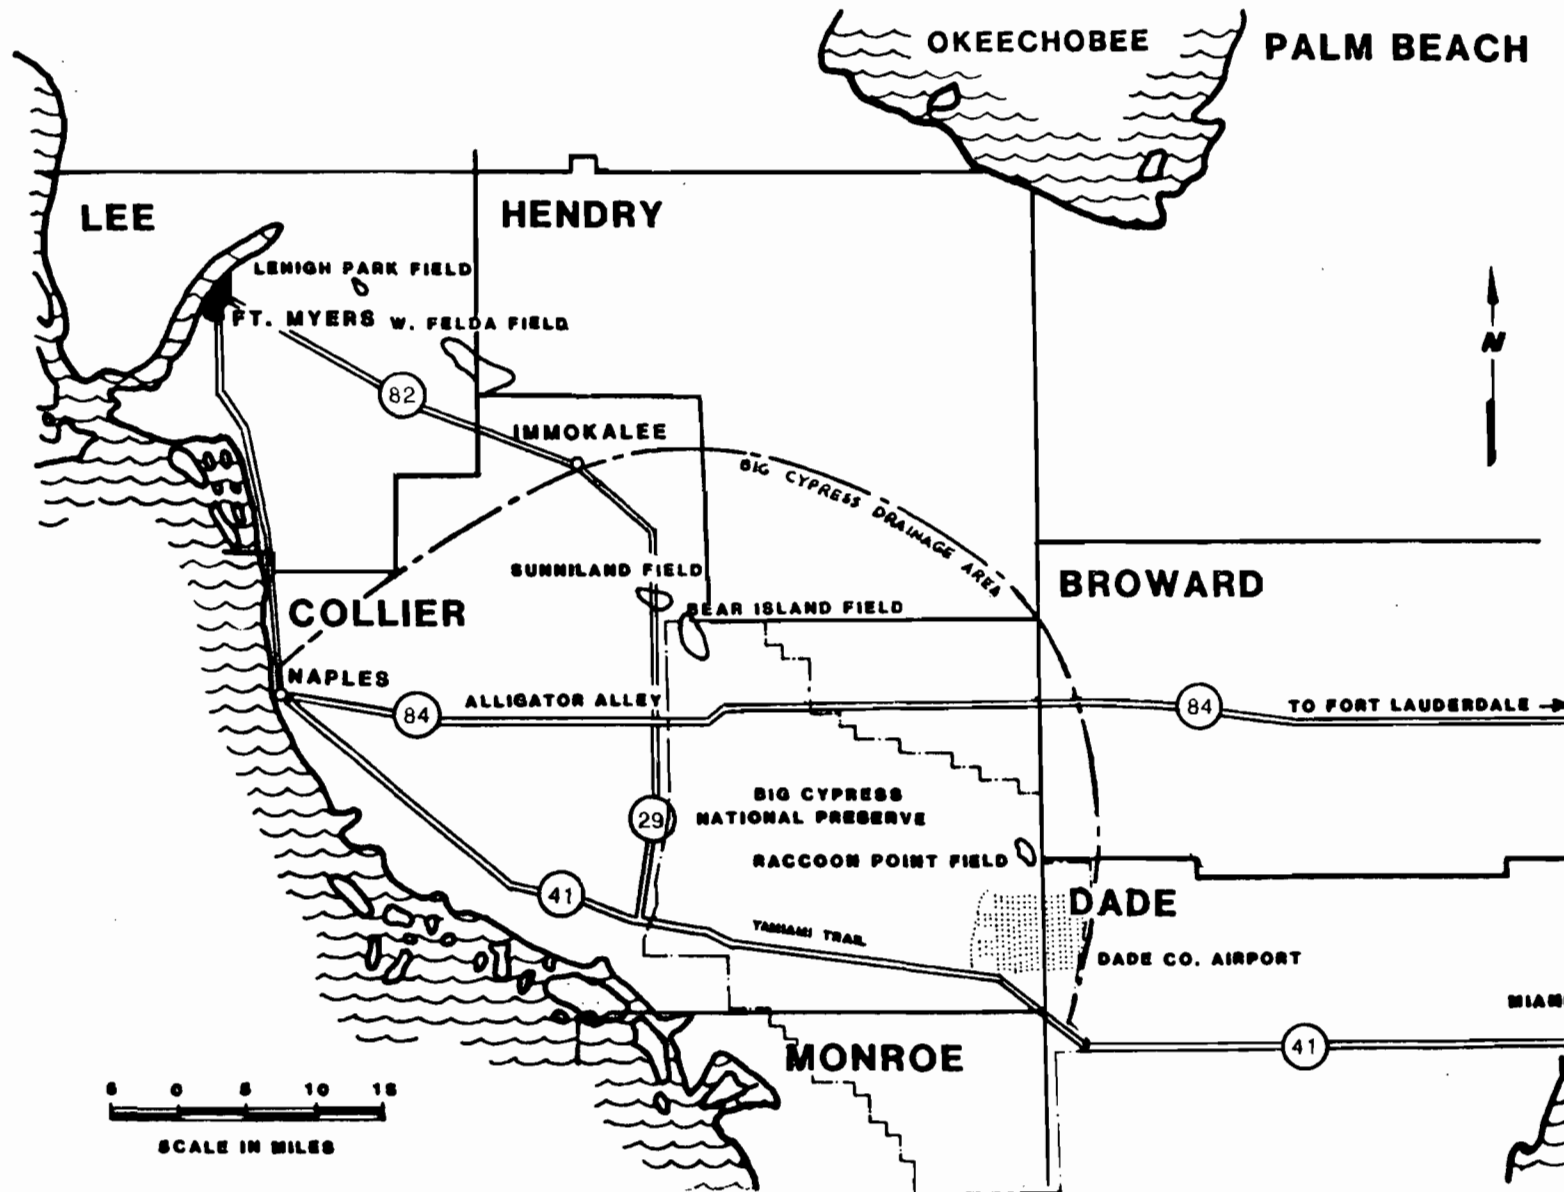 OKEECHOBEE
PALM BEACH
LEE
HENDRY
LEHIGH PARK FIELD
FT. MYERS
W. FELDA FIELD
N
82
IMMOKALEE
BIG CYPRESS DRAINAGE AREA
SUNNILAND FIELD
BEAR ISLAND FIELD
COLLIER
BROWARD
NAPLES
84
ALLIGATOR ALLEY
84
TO FORT LAUDERDALE
BIG CYPRESS
NATIONAL PRESERVE
29
RACCOON POINT FIELD
41
TAMIAMI TRAIL
DADE
DADE CO. AIRPORT
MIAM
MONROE
41
5 0 5 10 15
SCALE IN MILES